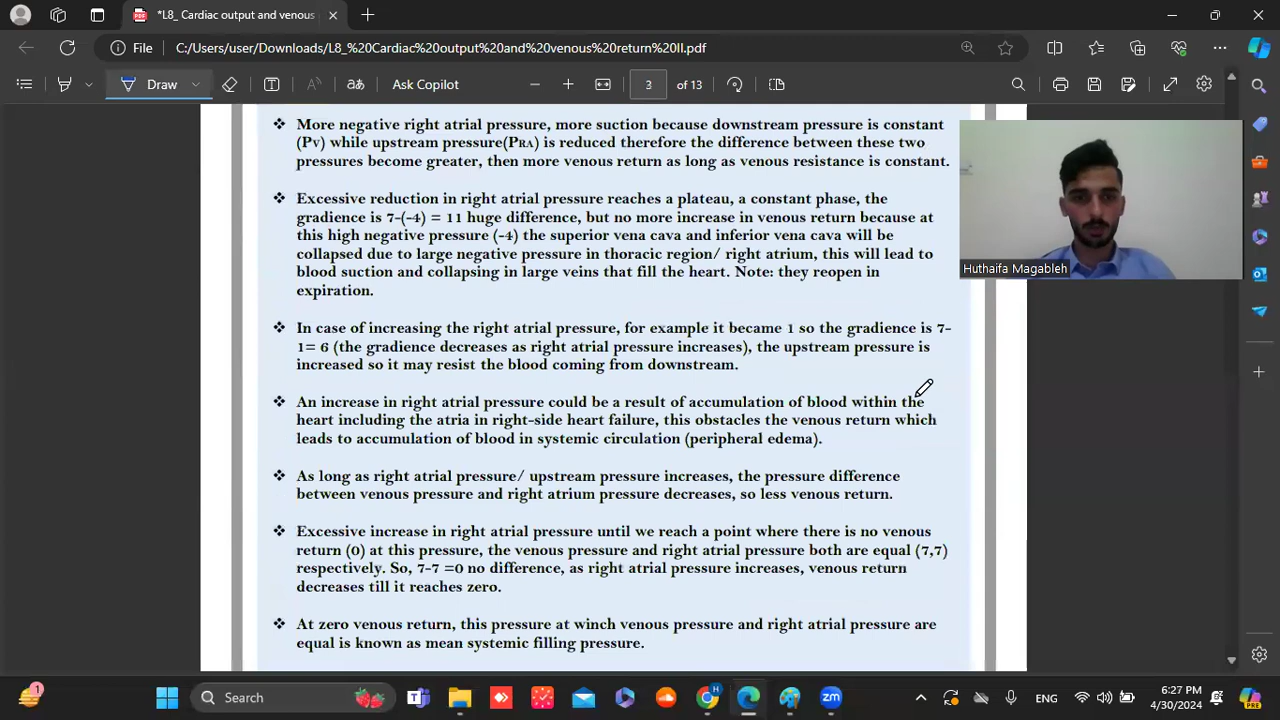 *L8_ Cardiac output and venous
File
C:/Users/user/Downloads/L8_%20Cardiac%20output%20and%20venous%20return%20II.pdf
Draw
aあ
Ask Copilot
3 of 13
❖ More negative right atrial pressure, more suction because downstream pressure is constant
(Pv) while upstream pressure(PRA) is reduced therefore the difference between these two
pressures become greater, then more venous return as long as venous resistance is constant.
❖ Excessive reduction in right atrial pressure reaches a plateau, a constant phase, the
gradience is 7-(-4) = 11 huge difference, but no more increase in venous return because at
this high negative pressure (-4) the superior vena cava and inferior vena cava will be
collapsed due to large negative pressure in thoracic region/ right atrium, this will lead to
blood suction and collapsing in large veins that fill the heart. Note: they reopen in
expiration.
❖ In case of increasing the right atrial pressure, for example it became 1 so the gradience is 7-
1= 6 (the gradience decreases as right atrial pressure increases), the upstream pressure is
increased so it may resist the blood coming from downstream.
❖ An increase in right atrial pressure could be a result of accumulation of blood within the
heart including the atria in right-side heart failure, this obstacles the venous return which
leads to accumulation of blood in systemic circulation (peripheral edema).
❖ As long as right atrial pressure/ upstream pressure increases, the pressure difference
between venous pressure and right atrium pressure decreases, so less venous return.
❖ Excessive increase in right atrial pressure until we reach a point where there is no venous
return (0) at this pressure, the venous pressure and right atrial pressure both are equal (7,7)
respectively. So, 7-7 =0 no difference, as right atrial pressure increases, venous return
decreases till it reaches zero.
❖ At zero venous return, this pressure at winch venous pressure and right atrial pressure are
equal is known as mean systemic filling pressure.
Huthaifa Magableh
1
Search
zm
ENG
6:27 PM
4/30/2024
PRE